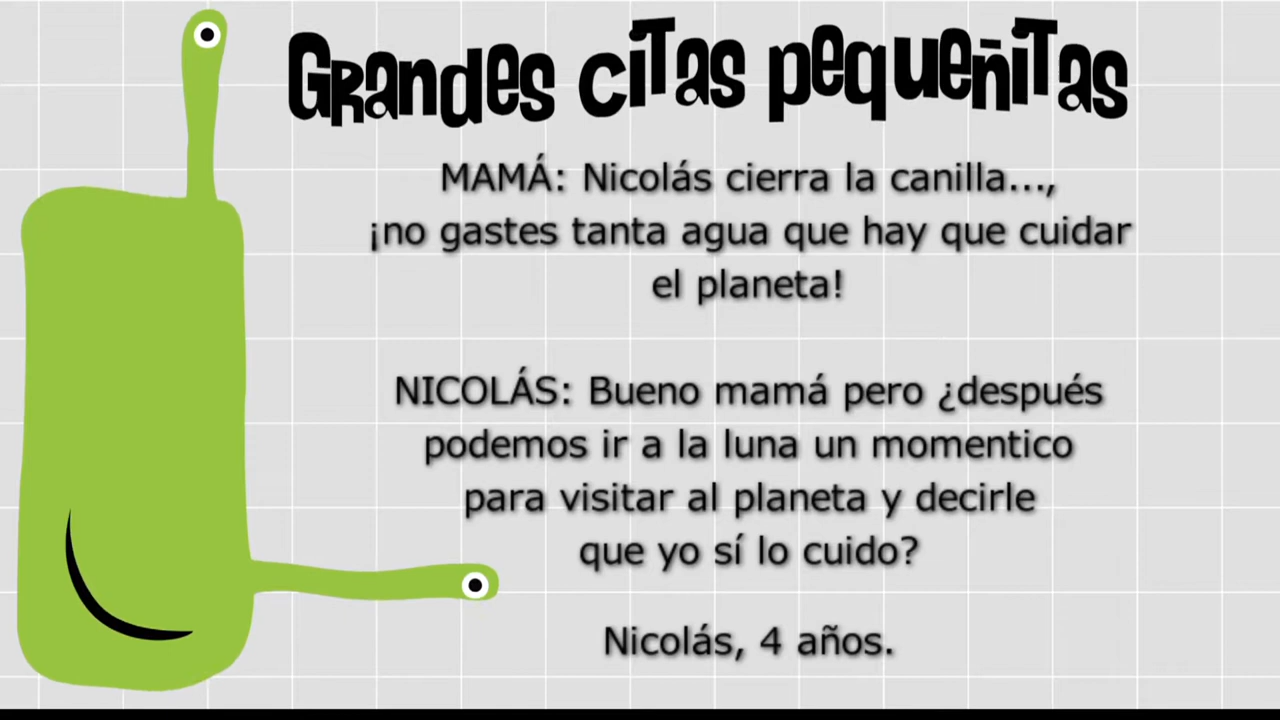 Grandes citas pequeñitas
MAMÁ: Nicolás cierra la canilla...,
¡no gastes tanta agua que hay que cuidar
el planeta!
NICOLÁS: Bueno mamá pero ¿después
podemos ir a la luna un momentico
para visitar al planeta y decirle
que yo sí lo cuido?
Nicolás, 4 años.